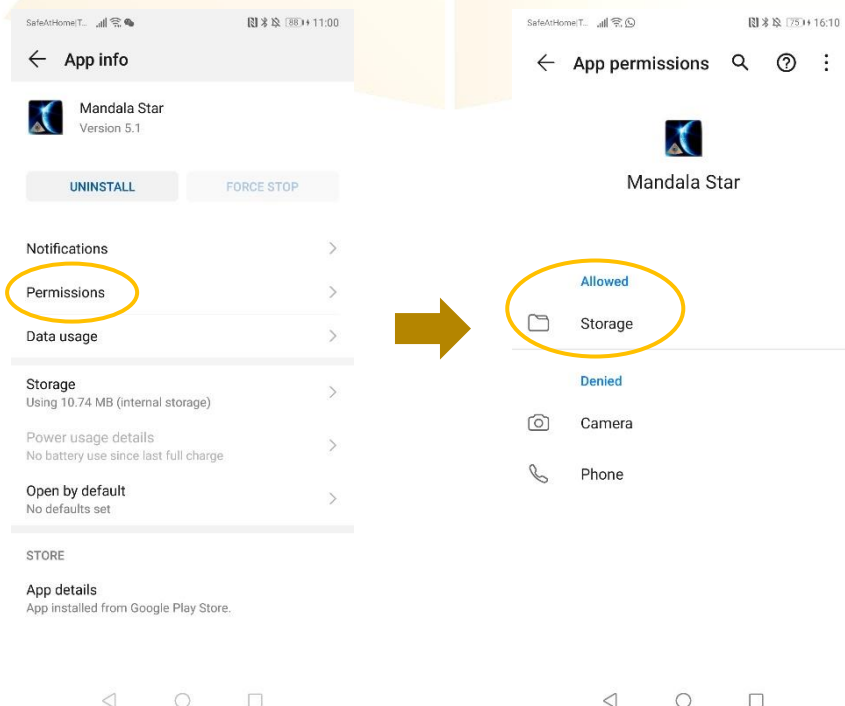 SafeAtHome|T...
88
11:00
App info
Mandala Star
Version 5.1
UNINSTALL
FORCE STOP
Notifications
Permissions
Data usage
Storage
Using 10.74 MB (internal storage)
Power usage details
No battery use since last full charge
Open by default
No defaults set
STORE
App details
App installed from Google Play Store.
SafeAtHome|T...
75
16:10
App permissions
Mandala Star
Allowed
Storage
Denied
Camera
Phone